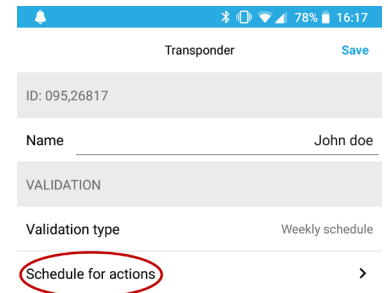 78% 16:17
Transponder Save
ID: 095,26817
Name John doe
VALIDATION
Validation type Weekly schedule
Schedule for actions